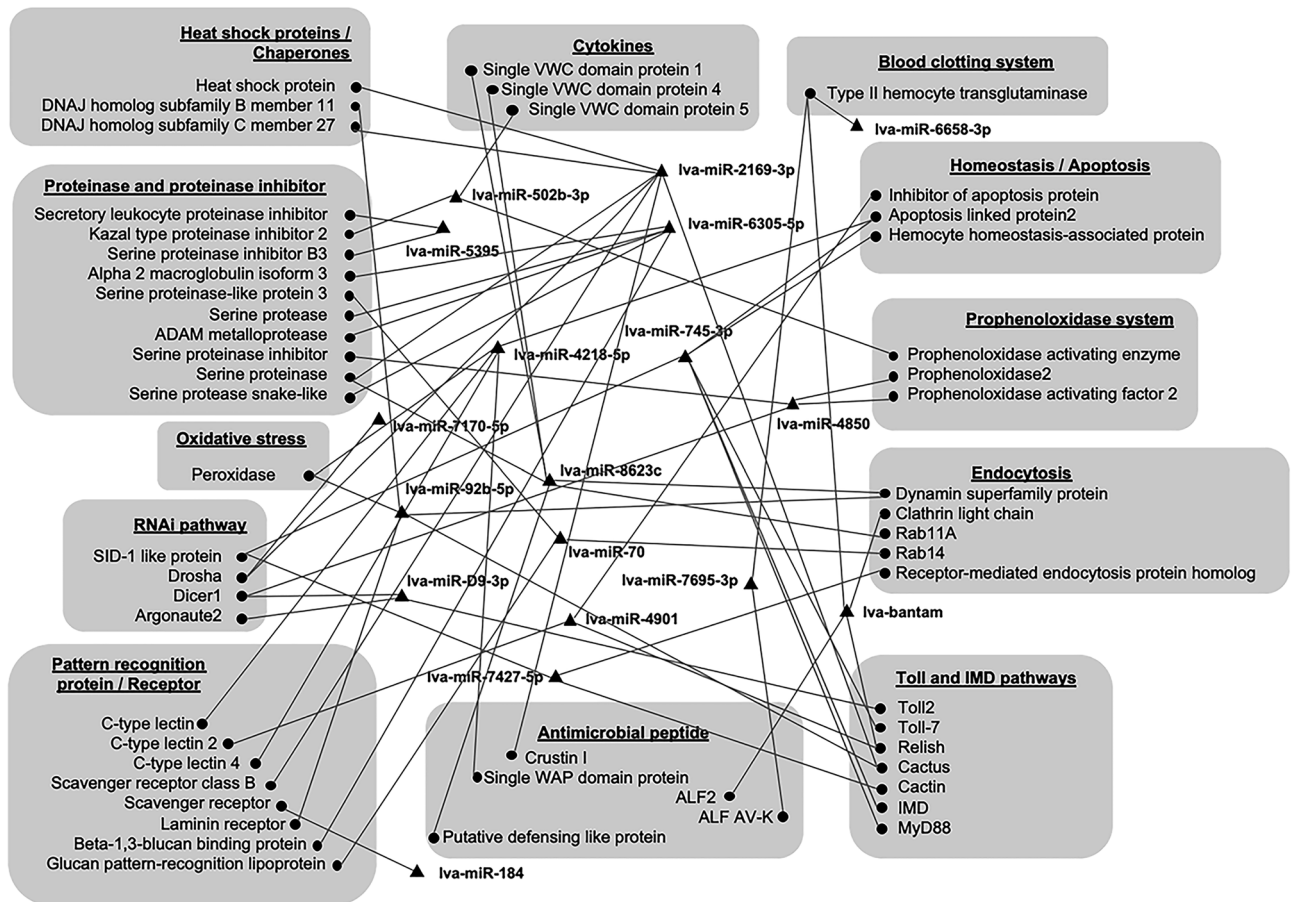 Heat shock proteins /
Chaperones
Heat shock protein
DNAJ homolog subfamily B member 11
DNAJ homolog subfamily C member 27
Cytokines
Single VWC domain protein 1
Single VWC domain protein 4
Single VWC domain protein 5
Blood clotting system
Type II hemocyte transglutaminase
lva-miR-6658-3p
Proteinase and proteinase inhibitor
Secretory leukocyte proteinase inhibitor
Kazal type proteinase inhibitor 2
Serine proteinase inhibitor B3
Alpha 2 macroglobulin isoform 3
Serine proteinase-like protein 3
Serine protease
ADAM metalloprotease
Serine proteinase inhibitor
Serine proteinase
Serine protease snake-like
lva-miR-2169-3p
lva-miR-502b-3p
lva-miR-6305-5p
lva-miR-5395
Homeostasis / Apoptosis
Inhibitor of apoptosis protein
Apoptosis linked protein2
Hemocyte homeostasis-associated protein
lva-miR-745-3p
lva-miR-4218-5p
Prophenoloxidase system
Prophenoloxidase activating enzyme
Prophenoloxidase2
Prophenoloxidase activating factor 2
lva-miR-4850
lva-miR-7170-5p
Oxidative stress
Peroxidase
lva-miR-8623c
lva-miR-92b-5p
Endocytosis
Dynamin superfamily protein
Clathrin light chain
Rab11A
Rab14
Receptor-mediated endocytosis protein homolog
RNAi pathway
SID-1 like protein
Drosha
Dicer1
Argonaute2
lva-miR-70
lva-miR-D9-3p
lva-miR-7695-3p
lva-miR-4901
lva-bantam
lva-miR-7427-5p
Pattern recognition
protein / Receptor
C-type lectin
C-type lectin 2
C-type lectin 4
Scavenger receptor class B
Scavenger receptor
Laminin receptor
Beta-1,3-blucan binding protein
Glucan pattern-recognition lipoprotein
lva-miR-184
Antimicrobial peptide
Crustin I
Single WAP domain protein
ALF2
ALF AV-K
Putative defensing like protein
Toll and IMD pathways
Toll2
Toll-7
Relish
Cactus
Cactin
IMD
MyD88